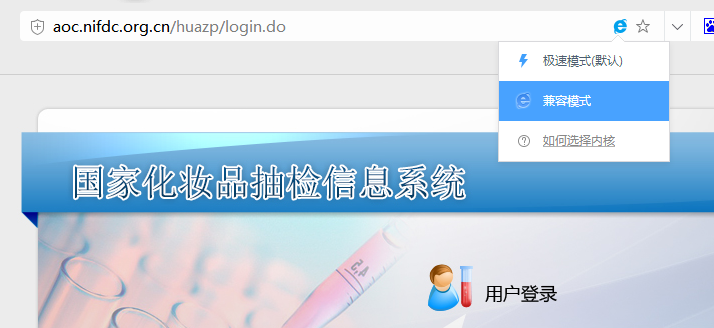 aoc.nifdc.org.cn/huazp/login.do
极速模式(默认)
兼容模式
如何选择内核
国家化妆品抽检信息系统
用户登录